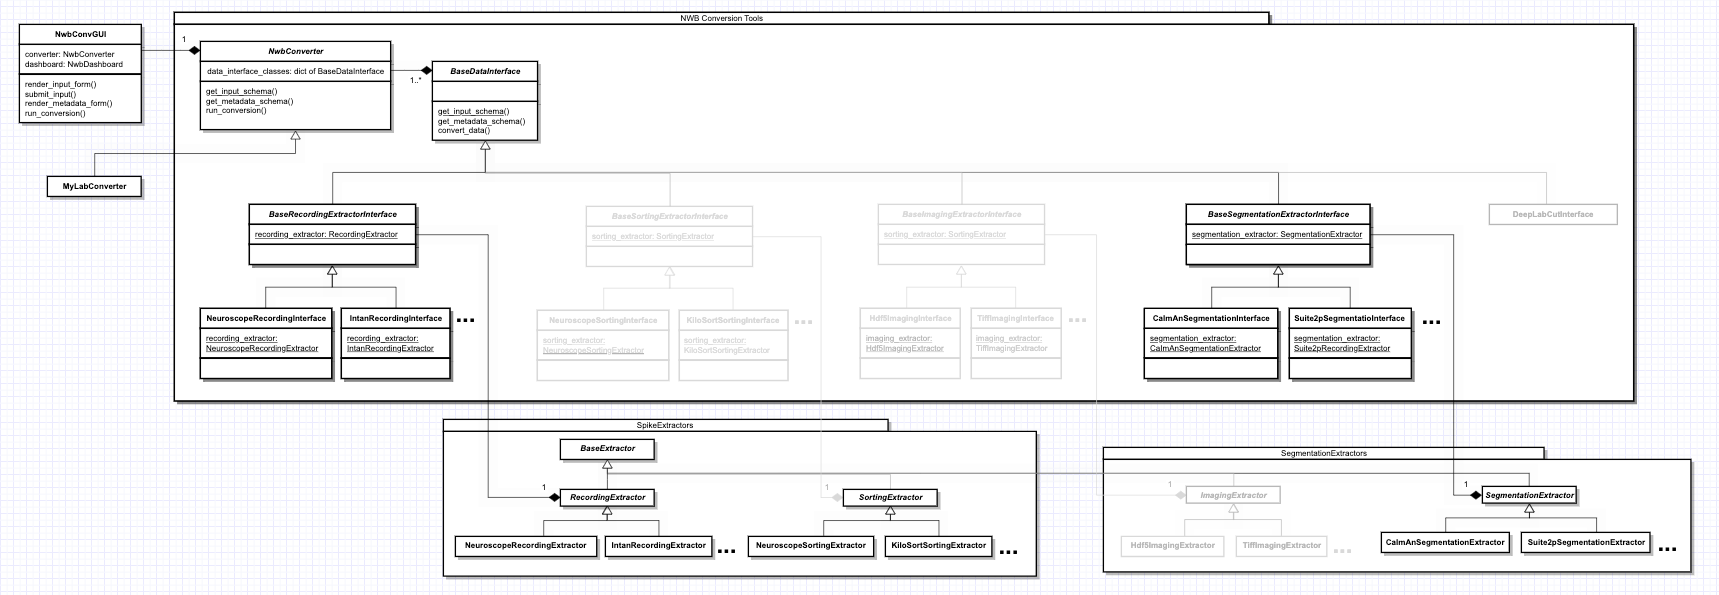 NWB Conversion Tools
NwbConvGUI
converter: NwbConverter
dashboard: NwbDashboard
render_input_form()
submit_input()
render_metadata_form()
run_conversion()
1
NwbConverter
data_interface_classes: dict of BaseDataInterface
get_input_schema()
get_metadata_schema()
run_conversion()
1..*
BaseDataInterface
get_input_schema()
get_metadata_schema()
convert_data()
MyLabConverter
BaseRecordingExtractorInterface
recording_extractor: RecordingExtractor
BaseSortingExtractorInterface
sorting_extractor: SortingExtractor
BaseImagingExtractorInterface
sorting_extractor: SortingExtractor
BaseSegmentationExtractorInterface
segmentation_extractor: SegmentationExtractor
DeepLabCutInterface
NeuroscopeRecordingInterface
recording_extractor:
NeuroscopeRecordingExtractor
IntanRecordingInterface
recording_extractor:
IntanRecordingExtractor
...
NeuroscopeSortingInterface
sorting_extractor:
NeuroscopeSortingExtractor
KiloSortSortingInterface
sorting_extractor:
KiloSortSortingExtractor
...
Hdf5ImagingInterface
imaging_extractor:
Hdf5ImagingExtractor
TiffImagingInterface
imaging_extractor:
TiffImagingExtractor
...
CaImAnSegmentationInterface
segmentation_extractor:
CaImAnSegmentationExtractor
Suite2pSegmentatioInterface
segmentation_extractor:
Suite2pRecordingExtractor
...
SpikeExtractors
BaseExtractor
1
RecordingExtractor
1
SortingExtractor
NeuroscopeRecordingExtractor
IntanRecordingExtractor
...
NeuroscopeSortingExtractor
KiloSortSortingExtractor
...
SegmentationExtractors
1
ImagingExtractor
1
SegmentationExtractor
Hdf5ImagingExtractor
TiffImagingExtractor
...
CaImAnSegmentationExtractor
Suite2pSegmentationExtractor
...